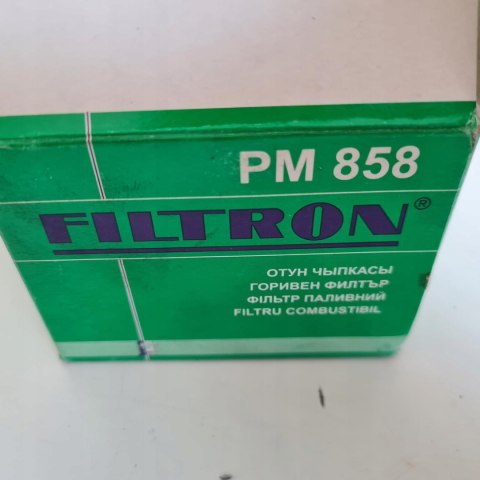 PM 858
FILTRON®
ОТУН ЧЫПКАСЫ
ГОРИВЕН ФИЛТЪР
ФІЛЬТР ПАЛИВНИЙ
FILTRU COMBUSTIBIL